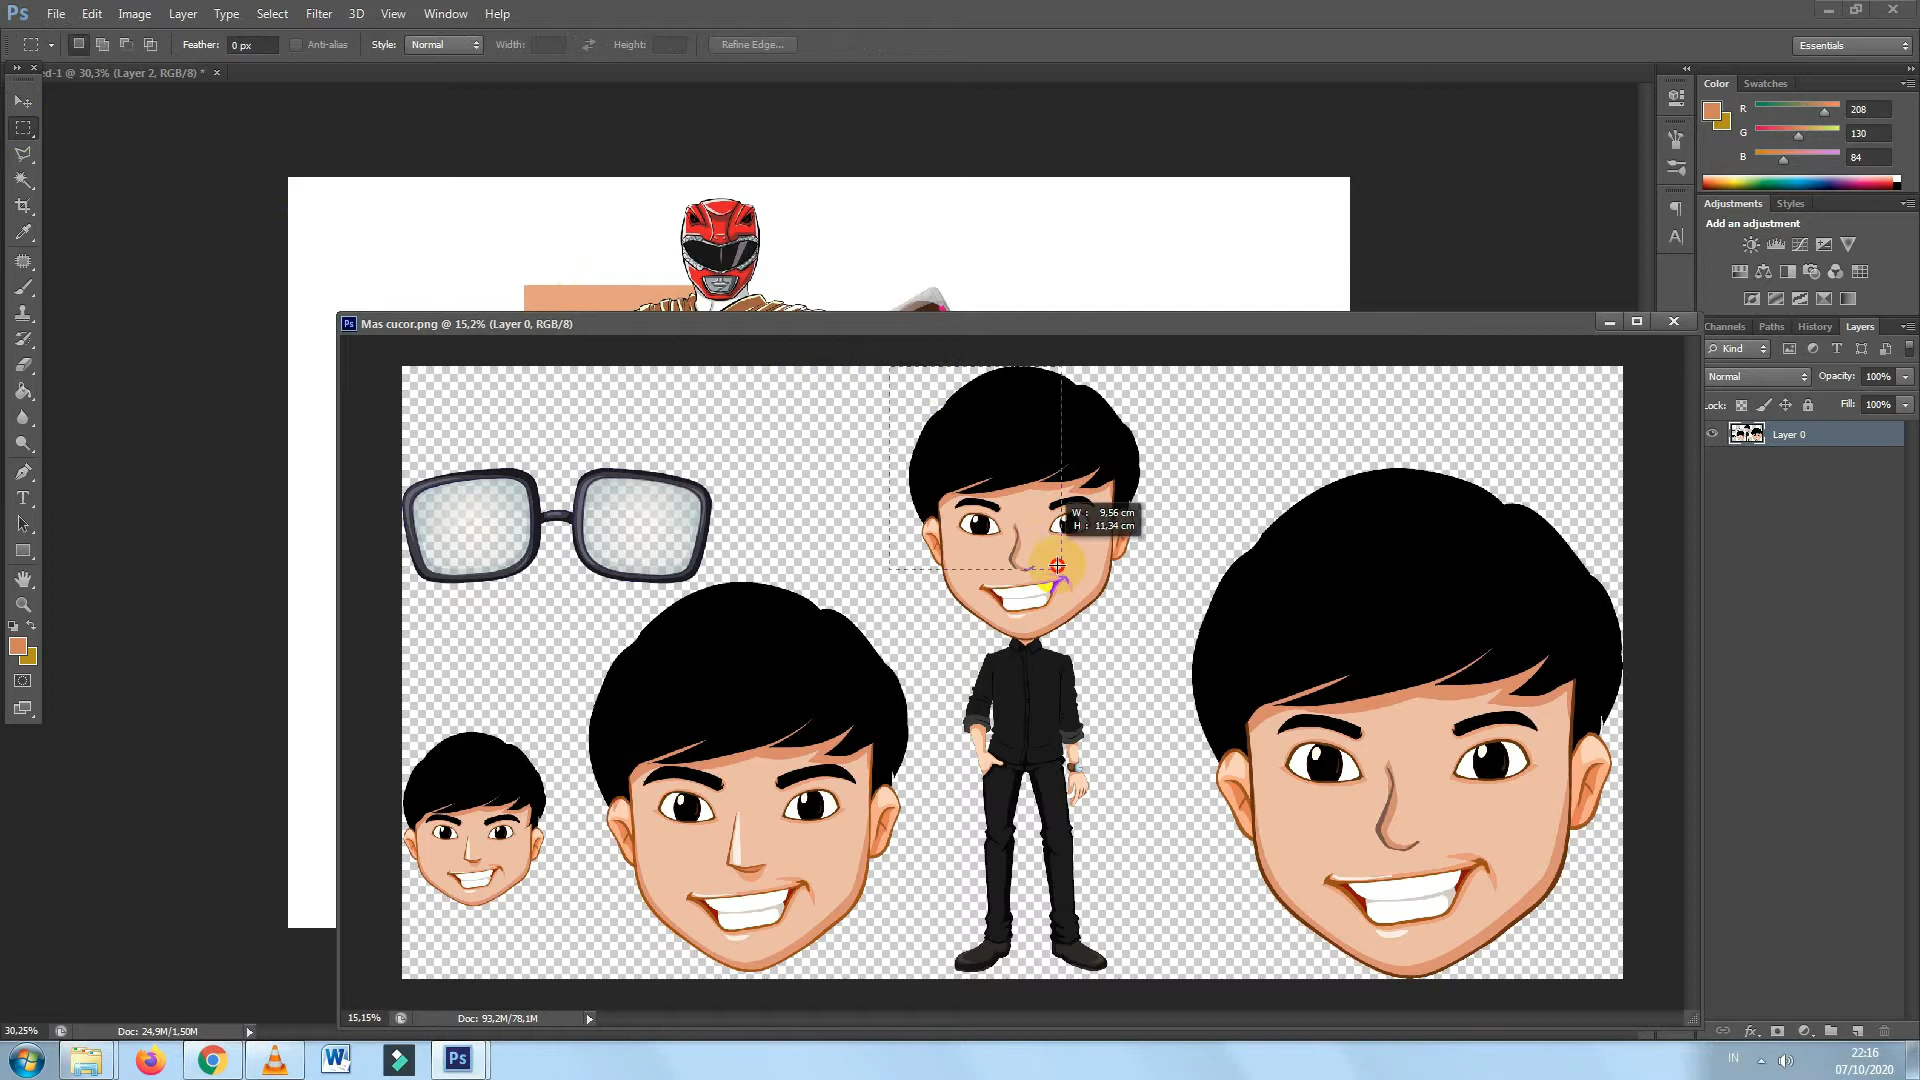 Ps File Edit Image Layer Type Select Filter 3D View Window Help
Feather: 0 px Anti-alias Style: Normal Width: Height: Refine Edge... Essentials
ed-1 @ 30,3% (Layer 2, RGB/8) *
Color Swatches
R 208
G 130
B 84
Adjustments Styles
Add an adjustment
Ps Mas cucor.png @ 15,2% (Layer 0, RGB/8)
Channels Paths History Layers
Kind
Normal Opacity: 100%
Lock: Fill: 100%
Layer 0
W : 9,56 cm
H : 11,34 cm
15,15% Doc: 93,2M/78,1M
30,25% Doc: 24,9M/1,50M
Ps
IN
22:16
07/10/2020